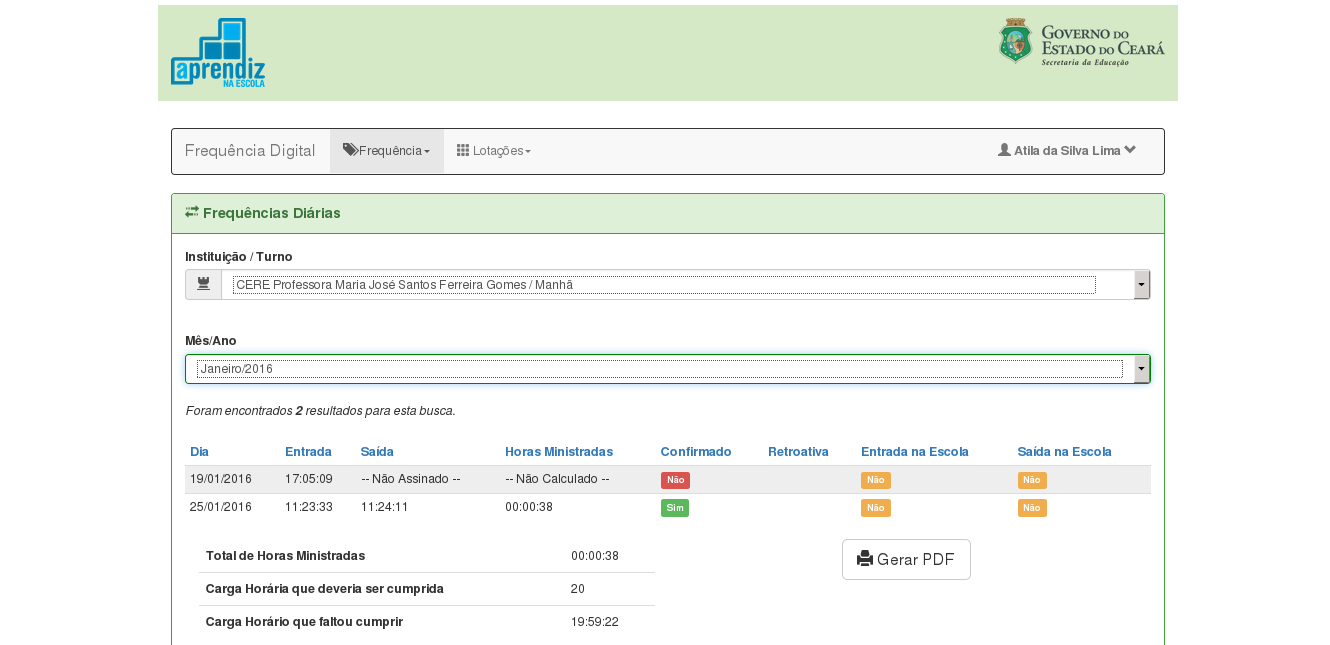 aprendiz
NA ESCOLA
GOVERNO DO
ESTADO DO CEARÁ
Secretaria da Educação
Frequência Digital Frequência Lotações Atila da Silva Lima
Frequências Diárias
Instituição / Turno
CERE Professora Maria José Santos Ferreira Gomes / Manhã
Mês/Ano
Janeiro/2016
Foram encontrados 2 resultados para esta busca.
Dia Entrada Saída Horas Ministradas Confirmado Retroativa Entrada na Escola Saída na Escola
19/01/2016 17:05:09 -- Não Assinado -- -- Não Calculado -- Não Não Não
25/01/2016 11:23:33 11:24:11 00:00:38 Sim Não Não
Total de Horas Ministradas 00:00:38
Gerar PDF
Carga Horária que deveria ser cumprida 20
Carga Horário que faltou cumprir 19:59:22